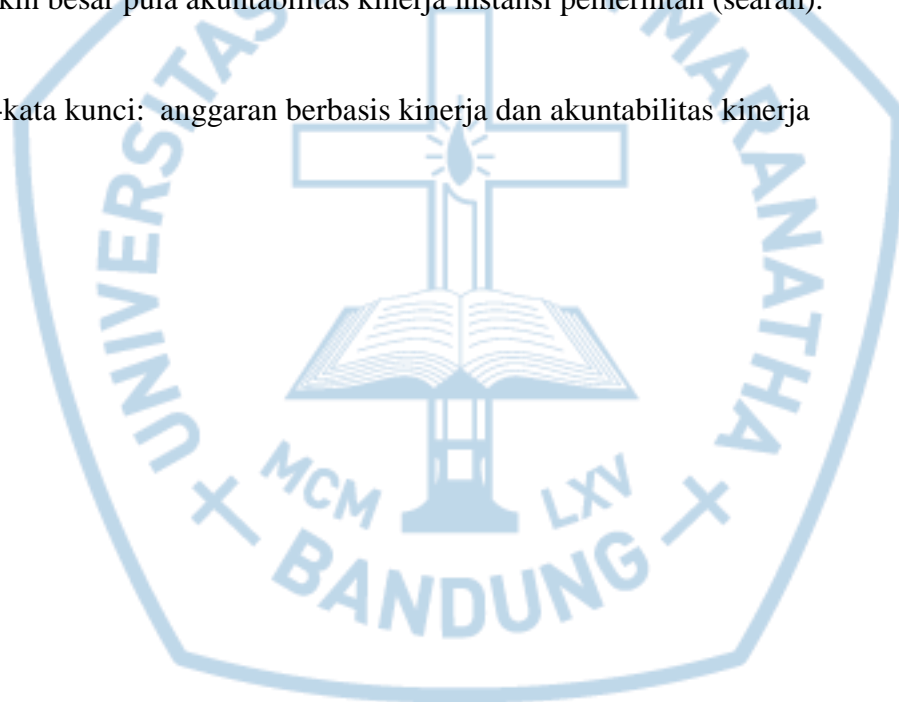 kin besar pula akuntabilitas kinerja instansi pemerintah (searah).
-kata kunci: anggaran berbasis kinerja dan akuntabilitas kinerja
UNIVERSITAS MARANATHA
MCM LXV
BANDUNG